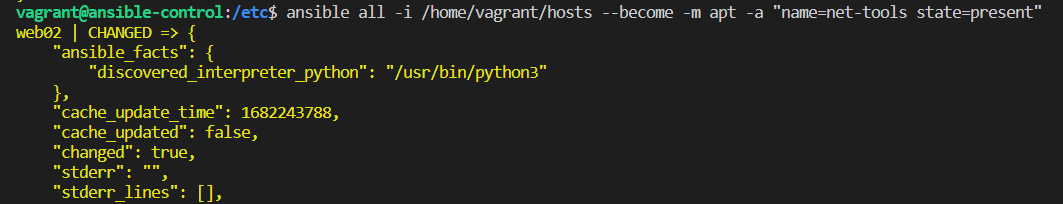 vagrant@ansible-control:/etc$ ansible all -i /home/vagrant/hosts --become -m apt -a "name=net-tools state=present"
web02 | CHANGED => {
    "ansible_facts": {
        "discovered_interpreter_python": "/usr/bin/python3"
    },
    "cache_update_time": 1682243788,
    "cache_updated": false,
    "changed": true,
    "stderr": "",
    "stderr_lines": [],